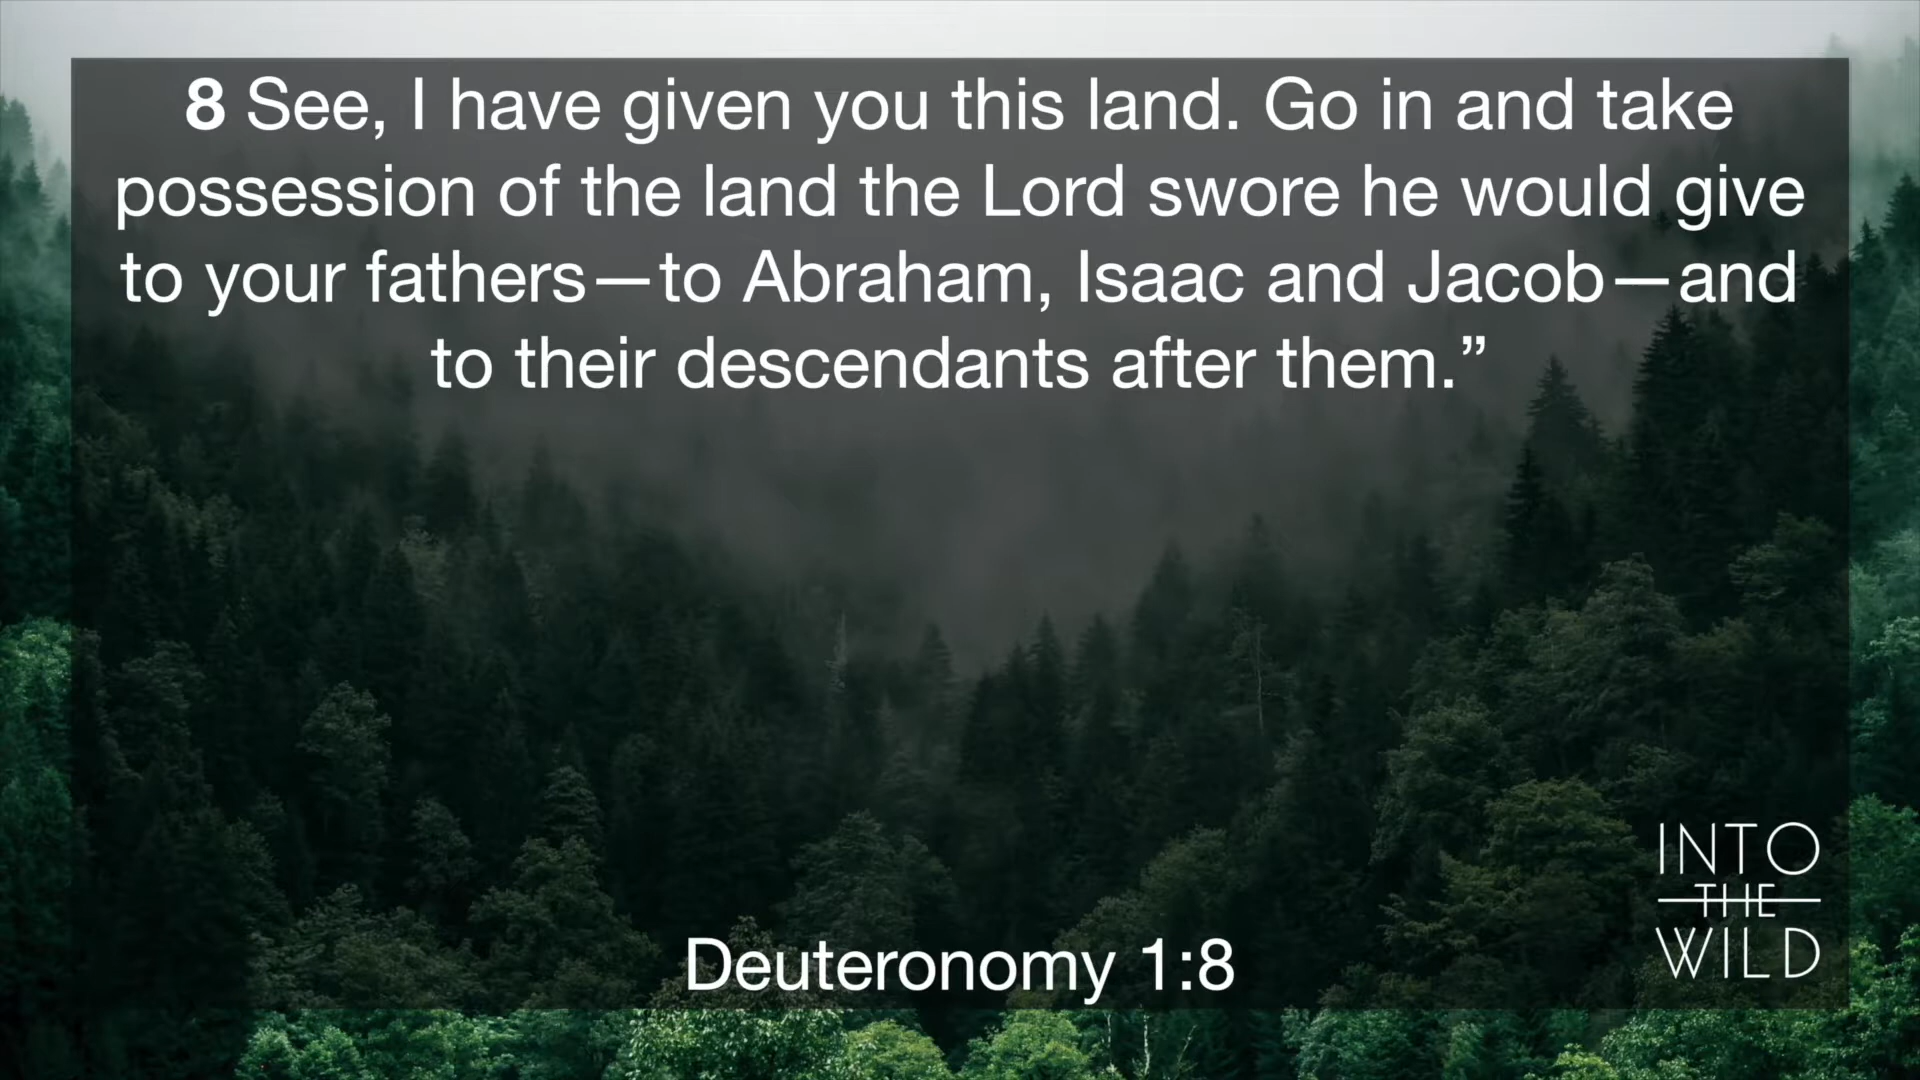 8 See, I have given you this land. Go in and take
possession of the land the Lord swore he would give
to your fathers—to Abraham, Isaac and Jacob—and
to their descendants after them.”
INTO
THE
WILD
Deuteronomy 1:8